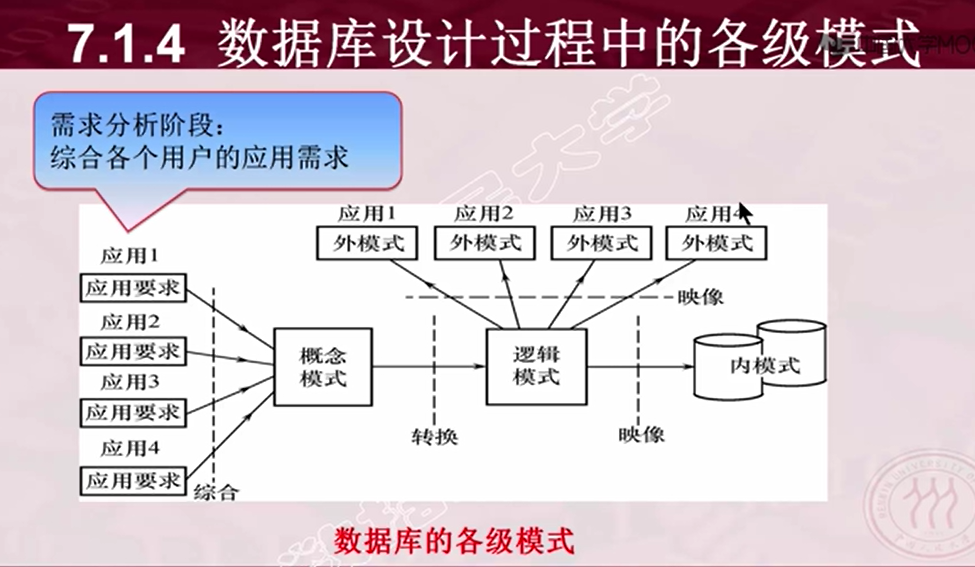 7.1.4 数据库设计过程中的各级模式
需求分析阶段：
综合各个用户的应用需求
应用1
应用2
应用3
应用4
外模式
外模式
外模式
外模式
映像
应用1
应用要求
应用2
应用要求
应用3
应用要求
应用4
应用要求
综合
概念
模式
转换
逻辑
模式
映像
内模式
数据库的各级模式